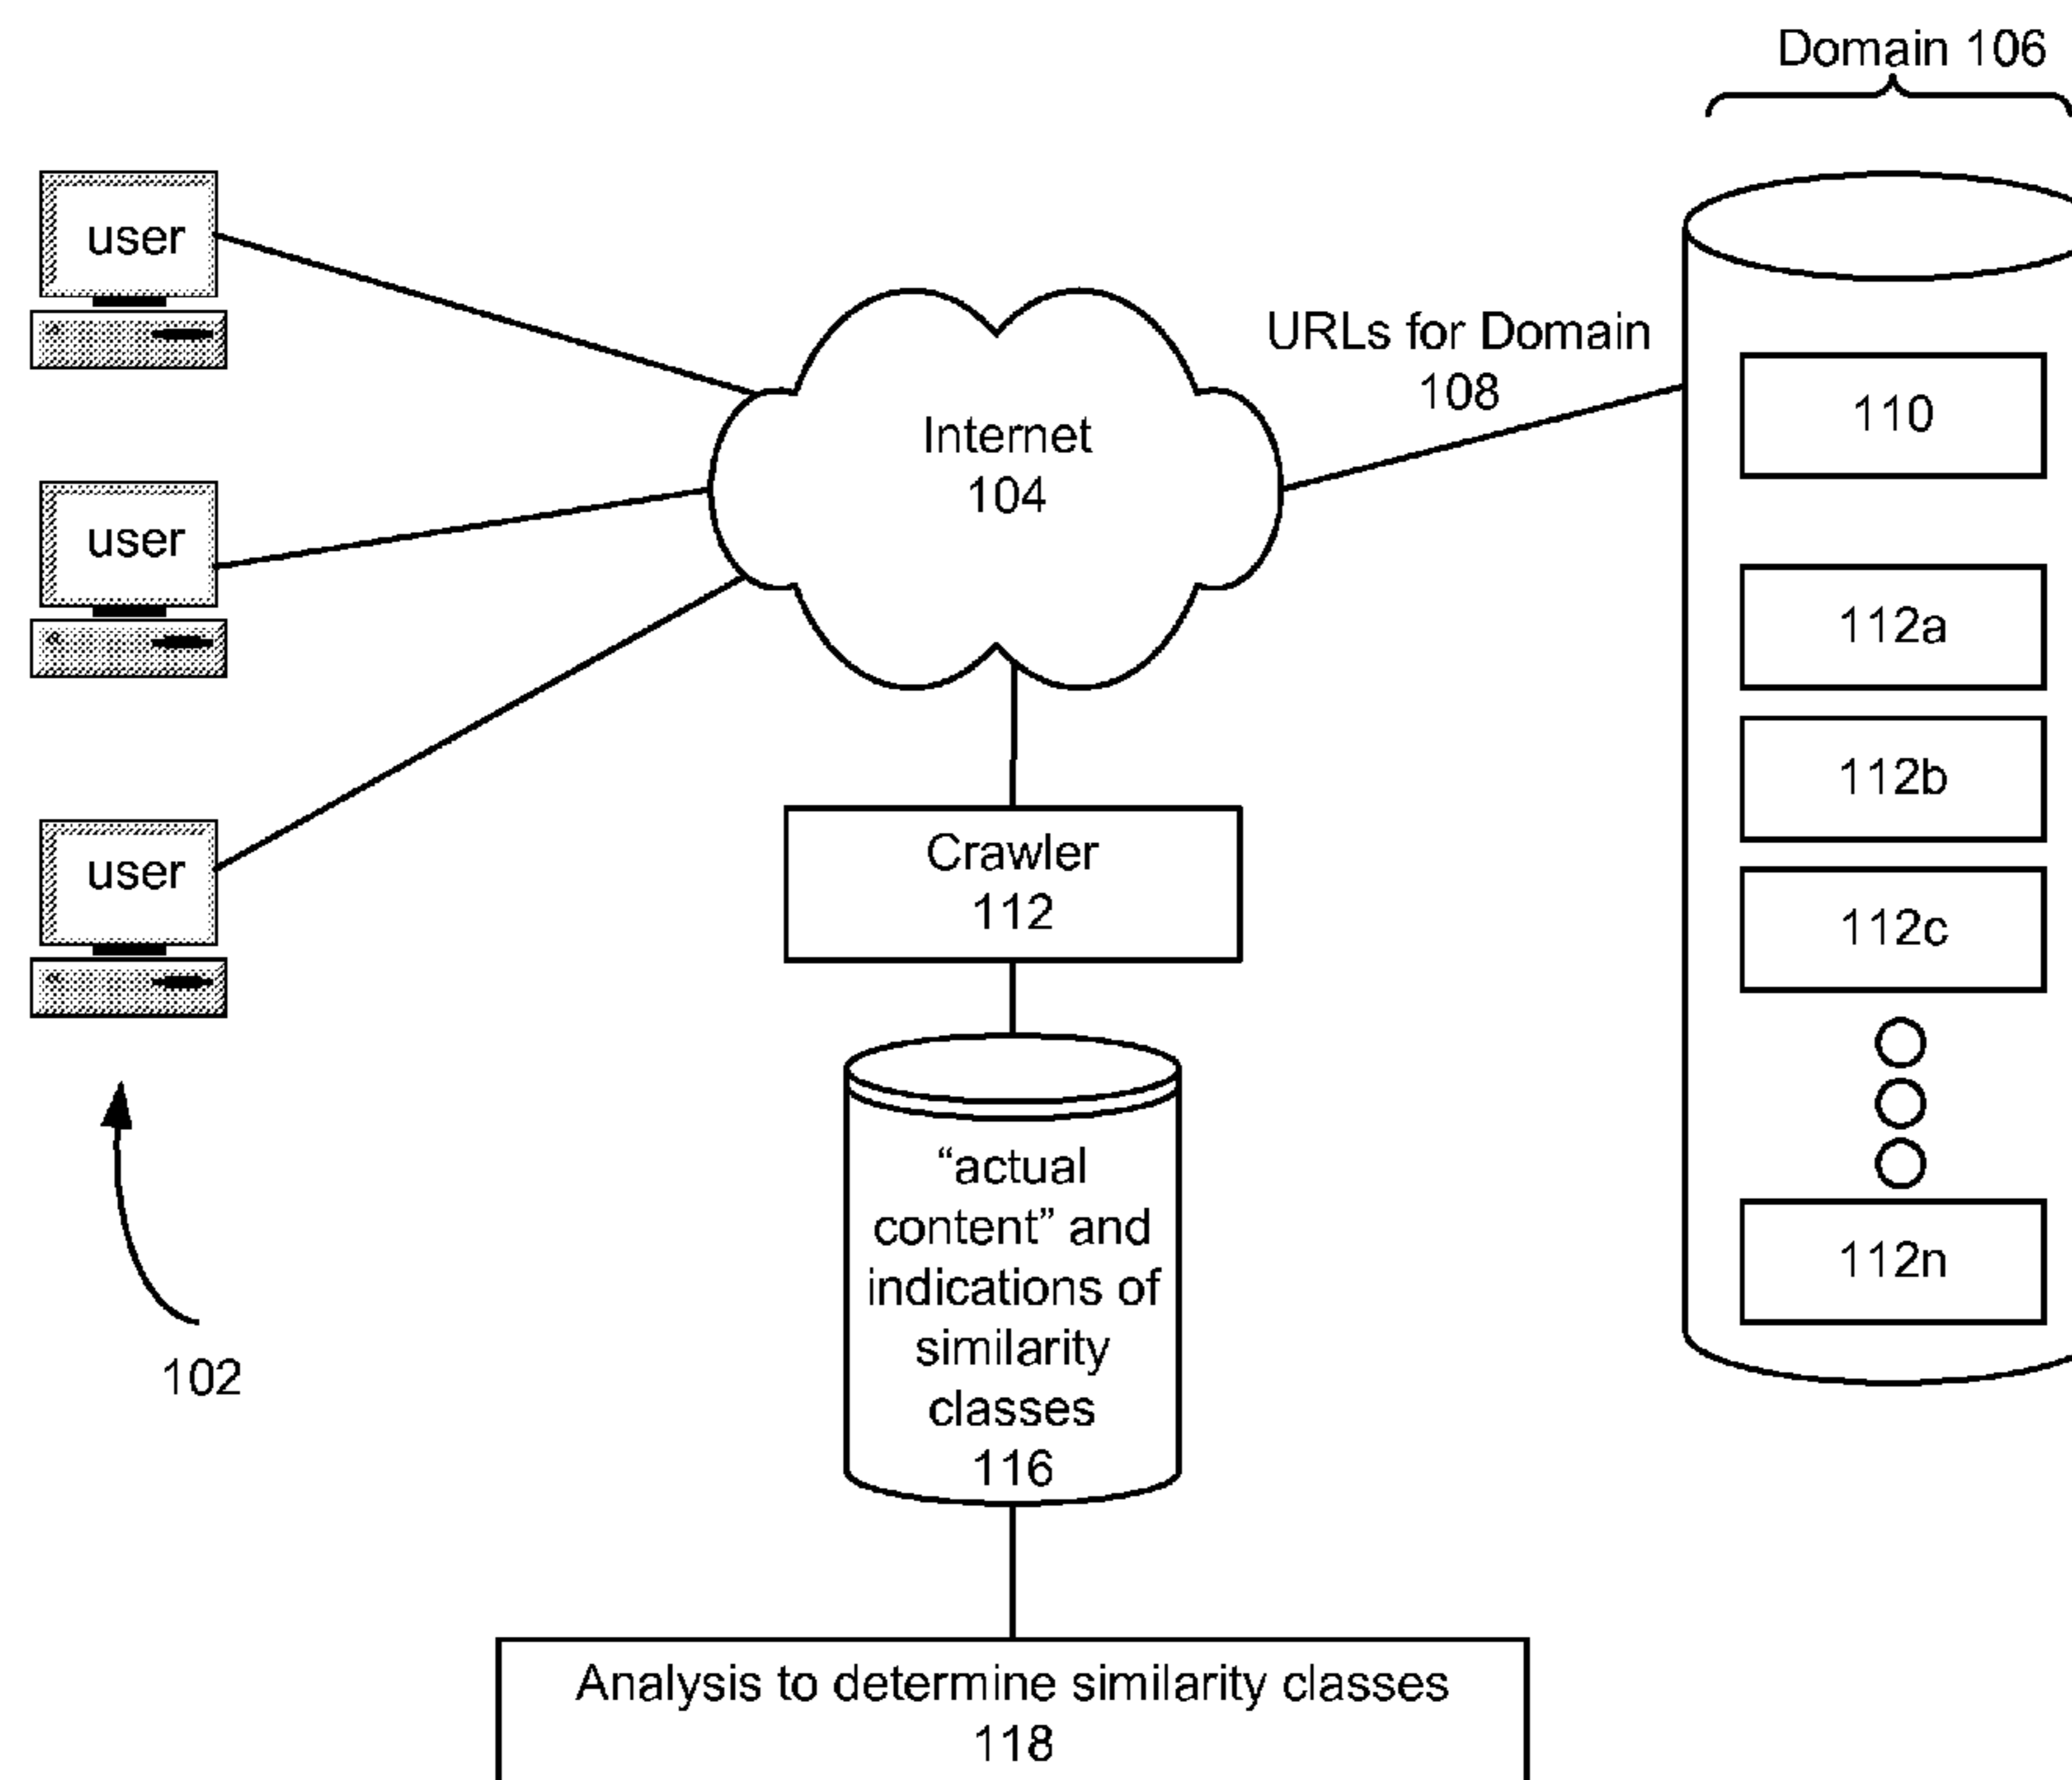 Domain 106
user
user
user
102
Internet
104
URLs for Domain
108
110
112a
112b
112c
112n
Crawler
112
“actual
content” and
indications of
similarity
classes
116
Analysis to determine similarity classes
118